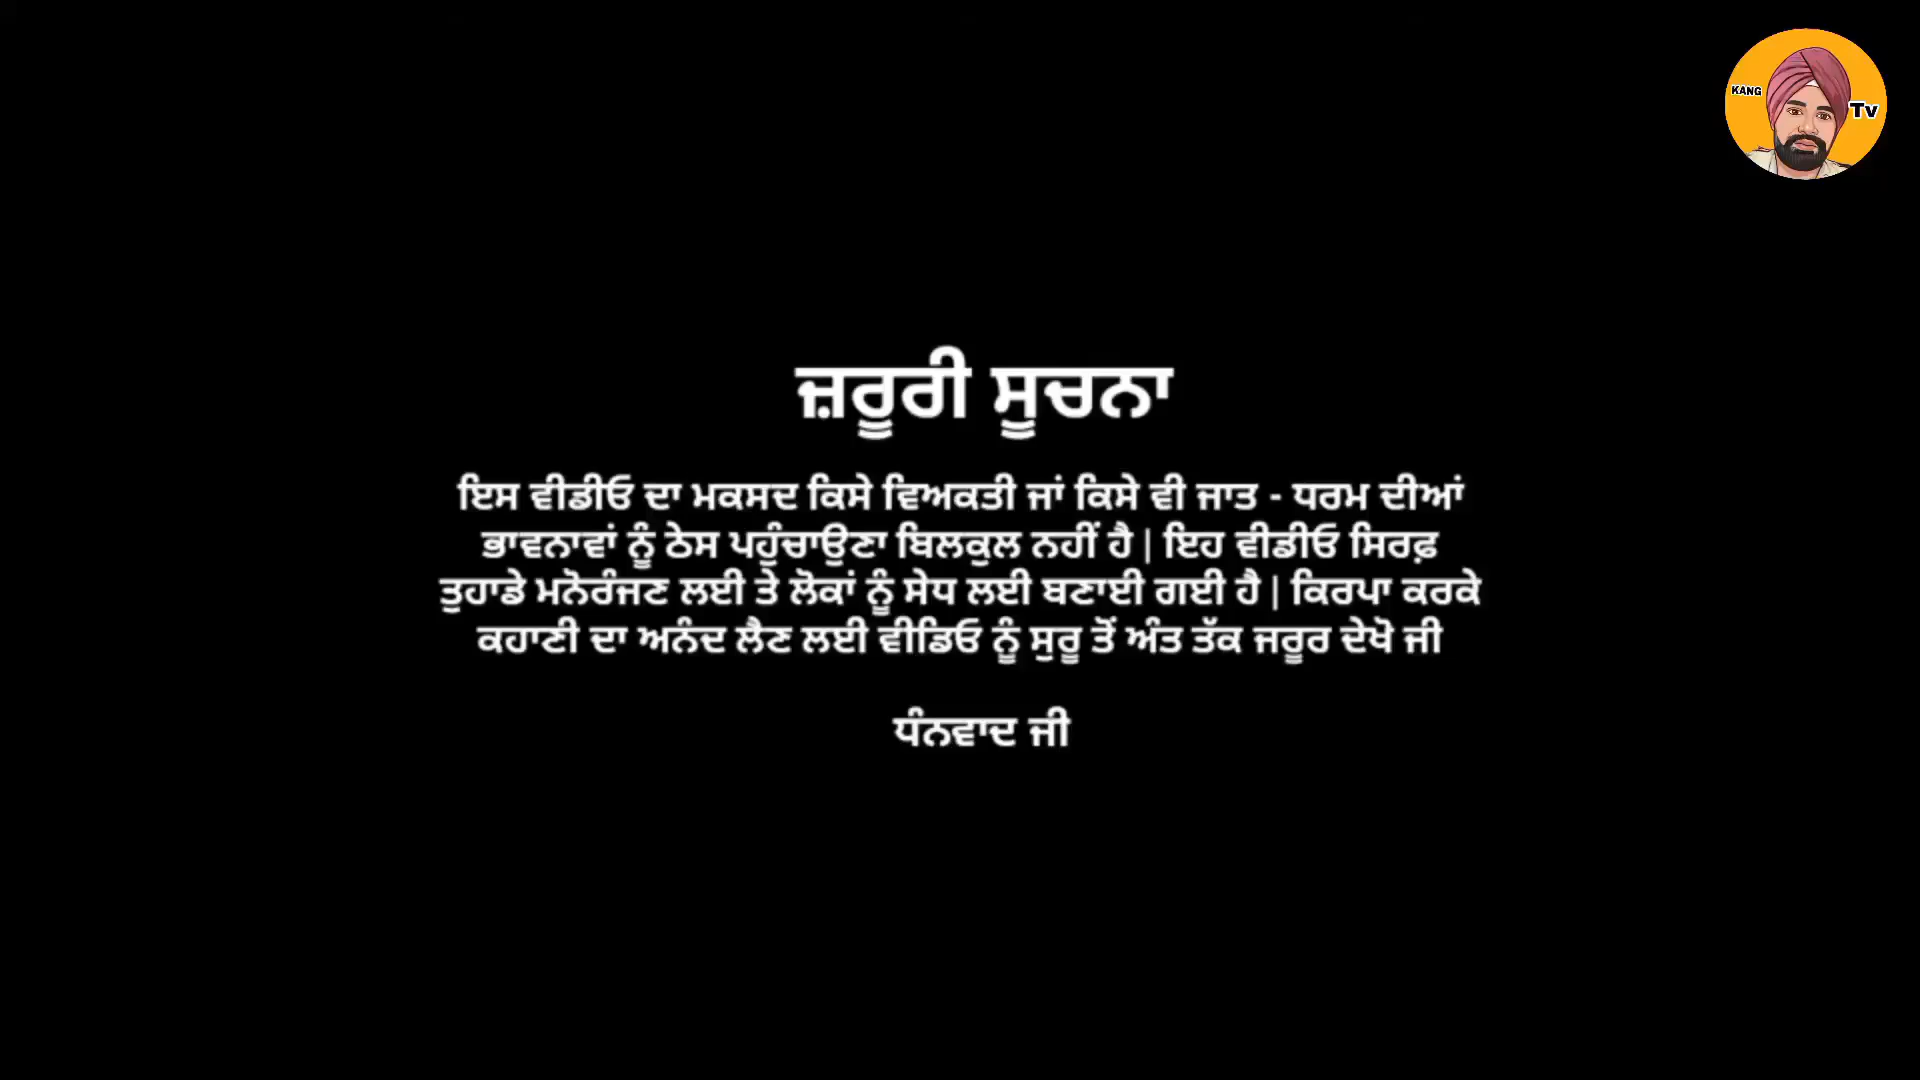 KANG
Tv
ਜ਼ਰੂਰੀ ਸੂਚਨਾ
ਇਸ ਵੀਡੀਓ ਦਾ ਮਕਸਦ ਕਿਸੇ ਵਿਅਕਤੀ ਜਾਂ ਕਿਸੇ ਵੀ ਜਾਤ - ਧਰਮ ਦੀਆਂ
ਭਾਵਨਾਵਾਂ ਨੂੰ ਠੇਸ ਪਹੁੰਚਾਉਣਾ ਬਿਲਕੁਲ ਨਹੀਂ ਹੈ | ਇਹ ਵੀਡੀਓ ਸਿਰਫ਼
ਤੁਹਾਡੇ ਮਨੋਰੰਜਣ ਲਈ ਤੇ ਲੋਕਾਂ ਨੂੰ ਸੇਧ ਲਈ ਬਣਾਈ ਗਈ ਹੈ | ਕਿਰਪਾ ਕਰਕੇ
ਕਹਾਣੀ ਦਾ ਅਨੰਦ ਲੈਣ ਲਈ ਵੀਡਿਓ ਨੂੰ ਸੁਰੂ ਤੋਂ ਅੰਤ ਤੱਕ ਜਰੂਰ ਦੇਖੋ ਜੀ
ਧੰਨਵਾਦ ਜੀ